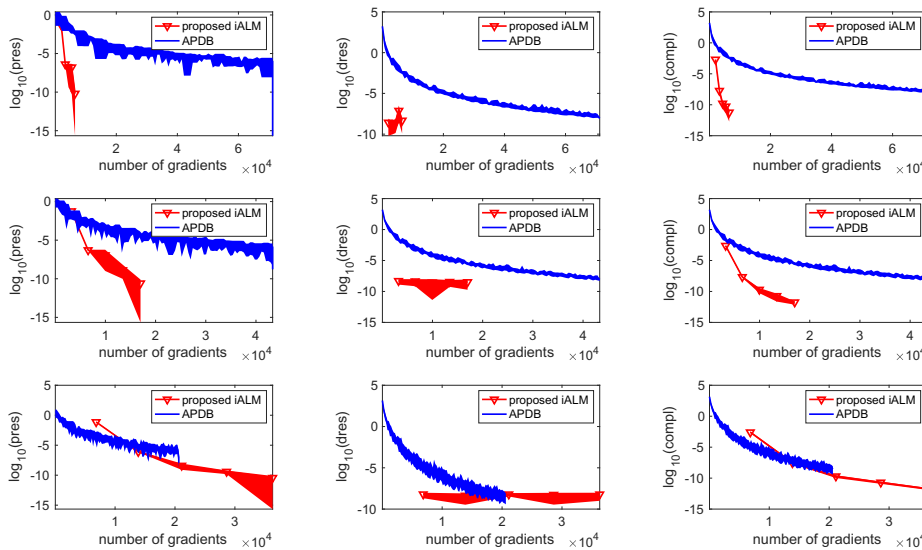 0
-5
-10
-15
log10(pres)
proposed iALM
APDB
2
4
6
number of gradients
×10^4
5
0
-5
-10
log10(dres)
proposed iALM
APDB
2
4
6
number of gradients
×10^4
5
0
-5
-10
-15
log10(compl)
proposed iALM
APDB
2
4
6
number of gradients
×10^4
0
-5
-10
-15
log10(pres)
proposed iALM
APDB
1
2
3
4
number of gradients
×10^4
5
0
-5
-10
-15
log10(dres)
proposed iALM
APDB
1
2
3
4
number of gradients
×10^4
5
0
-5
-10
-15
log10(compl)
proposed iALM
APDB
1
2
3
4
number of gradients
×10^4
5
0
-5
-10
-15
log10(pres)
proposed iALM
APDB
1
2
3
number of gradients
×10^4
5
0
-5
-10
log10(dres)
proposed iALM
APDB
1
2
3
number of gradients
×10^4
5
0
-5
-10
-15
log10(compl)
proposed iALM
APDB
1
2
3
number of gradients
×10^4